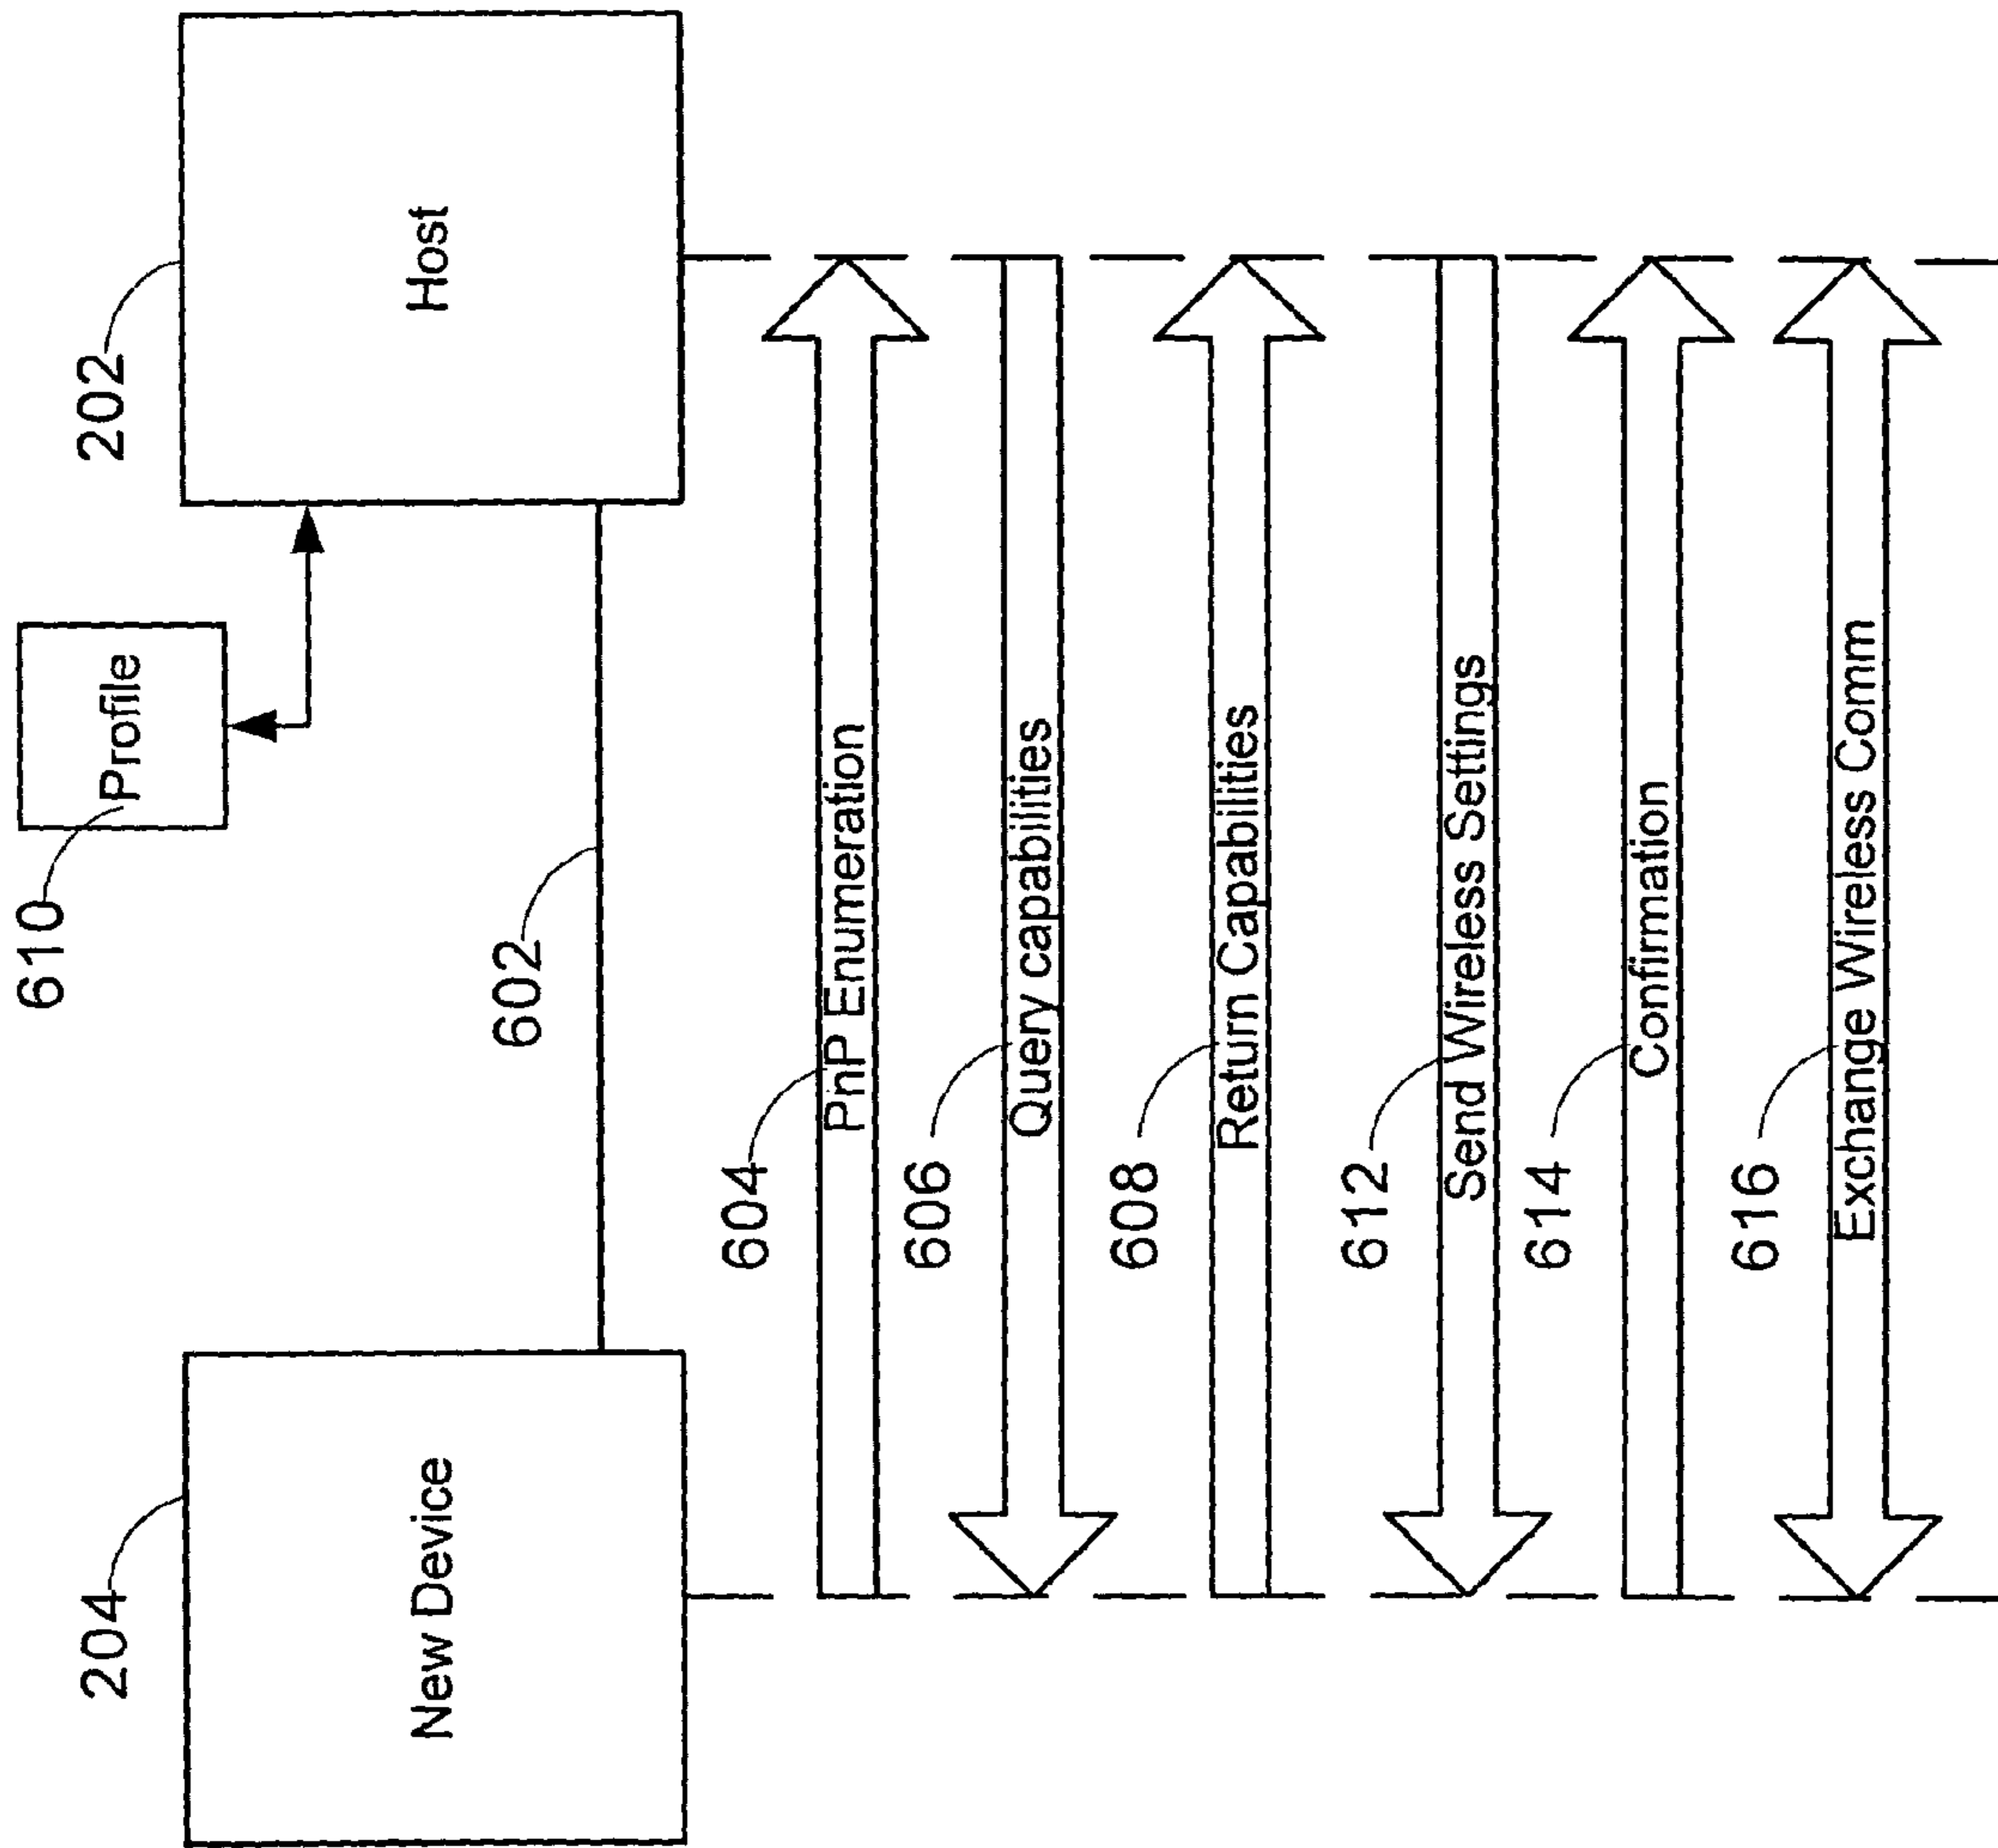 610
Profile
204
New Device
202
Host
602
604
PnP Enumeration
606
Query capabilities
608
Return Capabilities
612
Send Wireless Settings
614
Confirmation
616
Exchange Wireless Comm